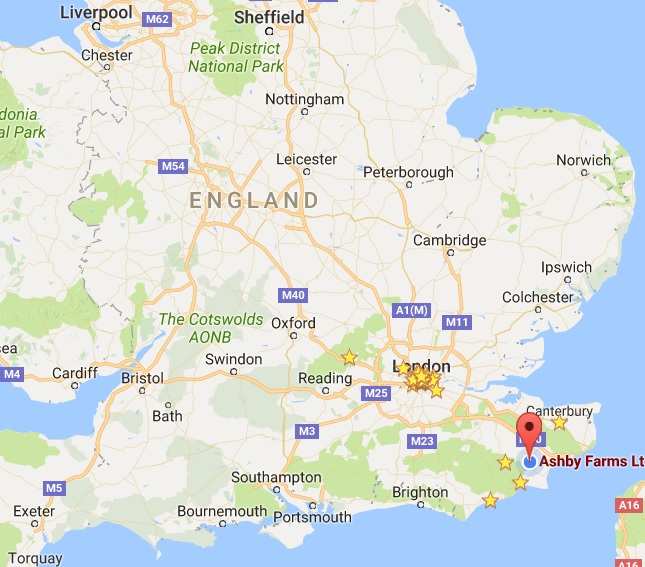 Liverpool
M62
Sheffield
Chester
Peak District
National Park
Nottingham
donia
al Park
M54
Leicester
Peterborough
Norwich
ENGLAND
Cambridge
Ipswich
M40
A1(M)
M11
Colchester
The Cotswolds
AONB
Oxford
London
sea
M4
Cardiff
Bristol
Swindon
Reading
M25
Bath
Canterbury
M3
M23
Ashby Farms Lt
M5
Southampton
Brighton
Exeter
Bournemouth
Portsmouth
A16
Torquay
A16